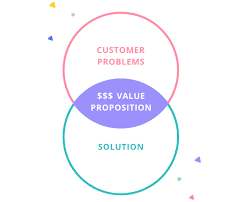 CUSTOMER
PROBLEMS
$$$ VALUE
PROPOSITION
SOLUTION